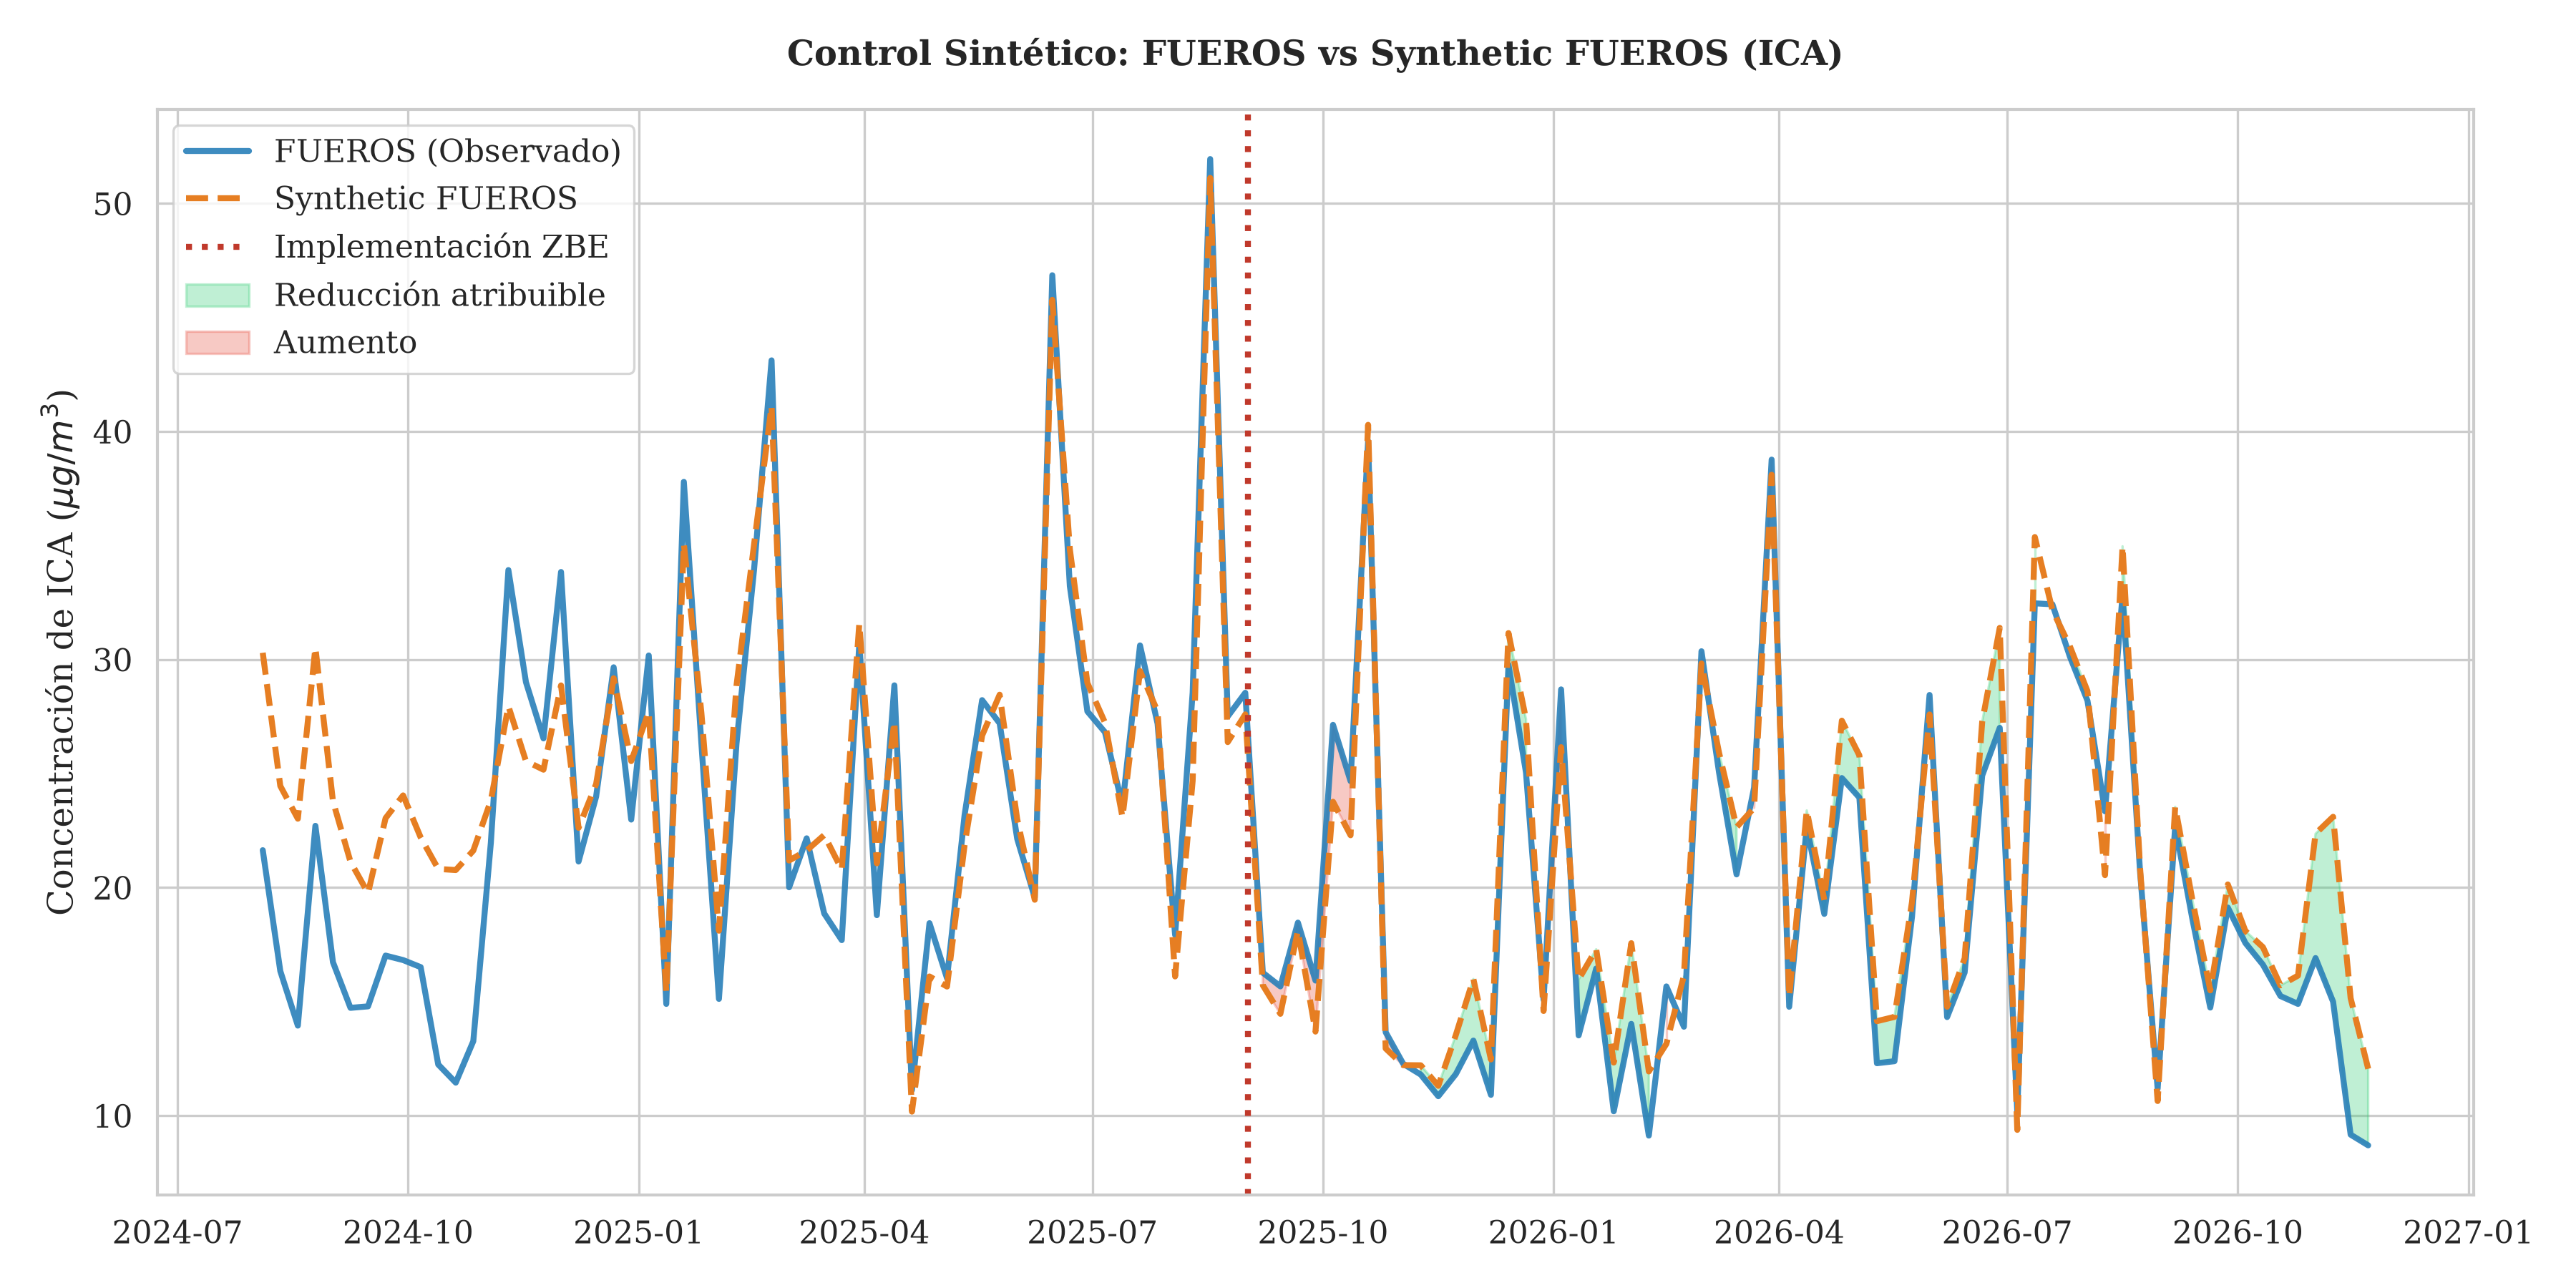 Control Sintético: FUEROS vs Synthetic FUEROS (ICA)
FUEROS (Observado)
Synthetic FUEROS
Implementación ZBE
Reducción atribuible
Aumento
Concentración de ICA (μg/m³)
50
40
30
20
10
2024-07 2024-10 2025-01 2025-04 2025-07 2025-10 2026-01 2026-04 2026-07 2026-10 2027-01